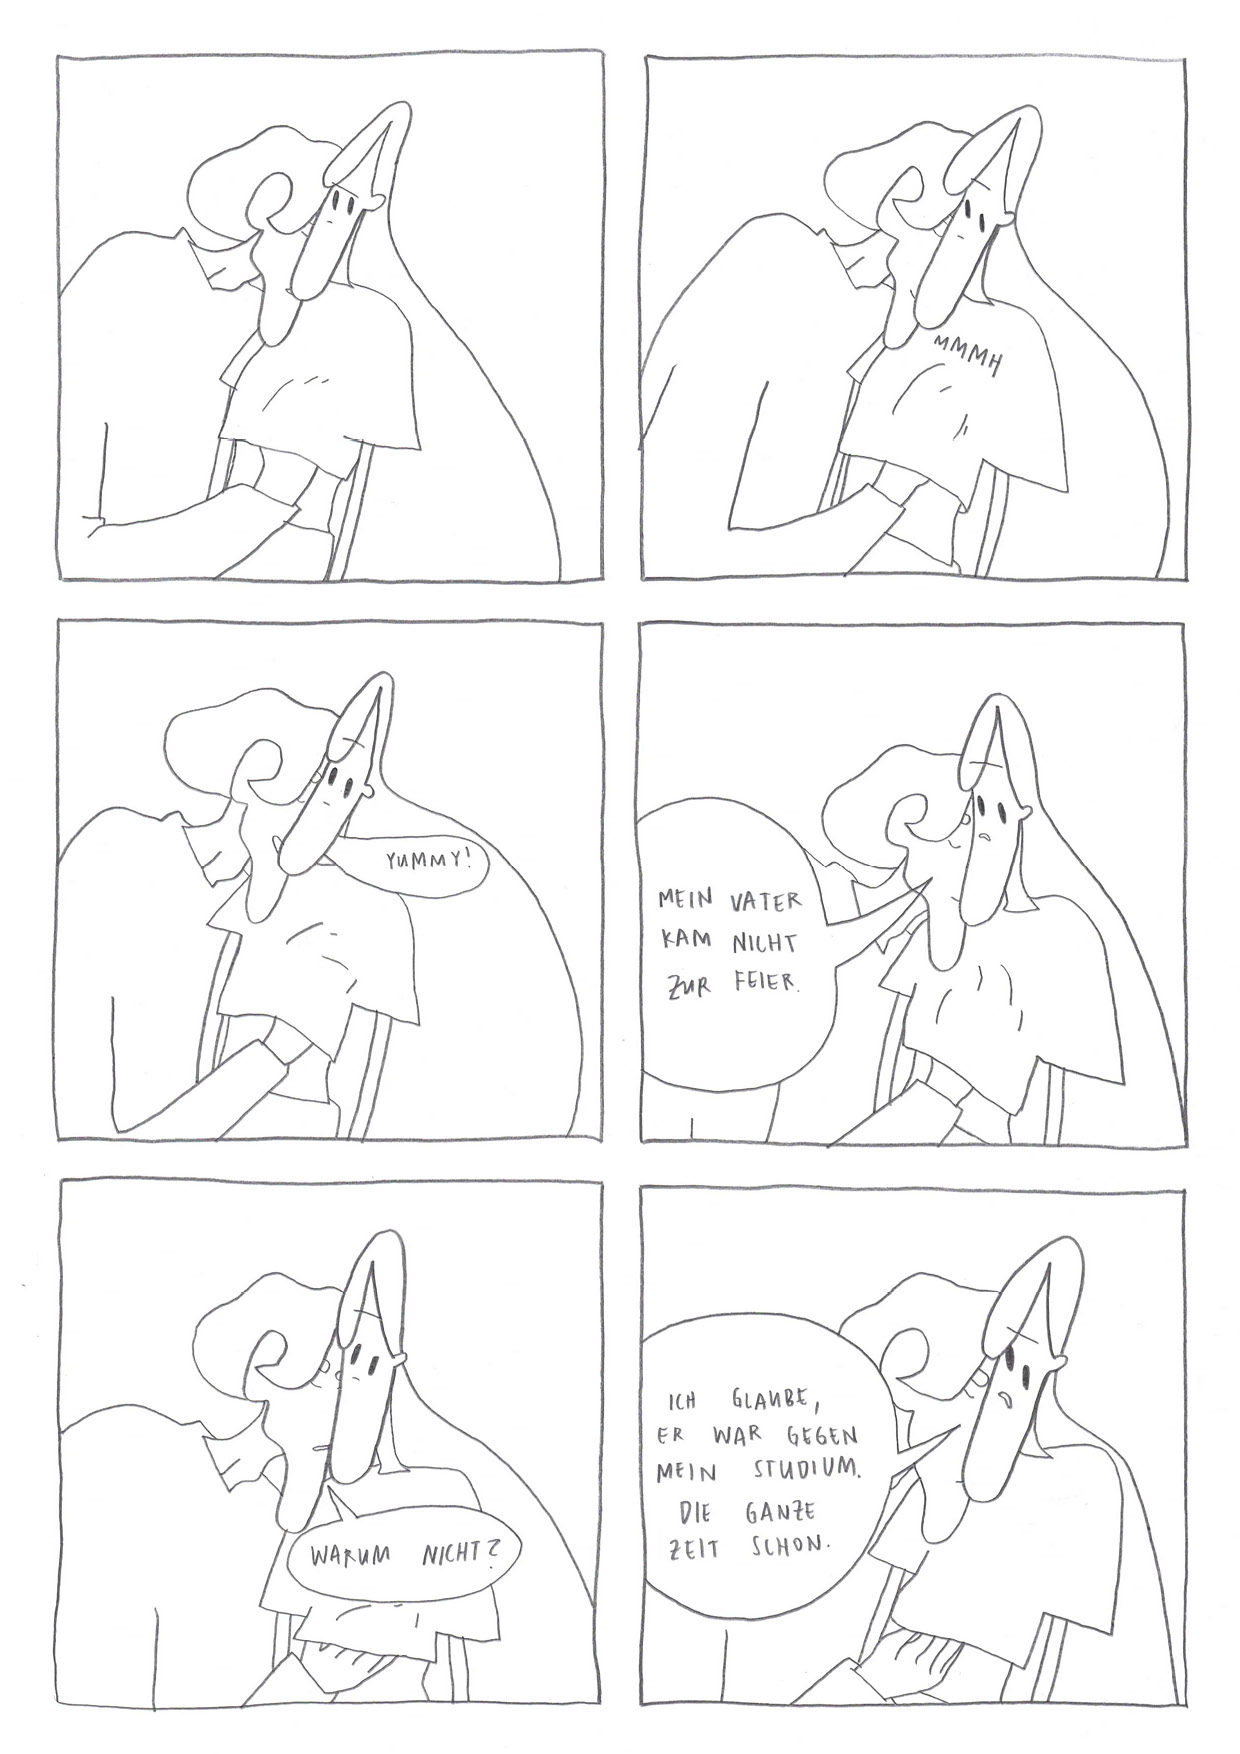 MMMH
YUMMY!
MEIN VATER
KAM NICHT
ZUR FEIER.
WARUM NICHT?
ICH GLAUBE,
ER WAR GEGEN
MEIN STUDIUM.
DIE GANZE
ZEIT SCHON.